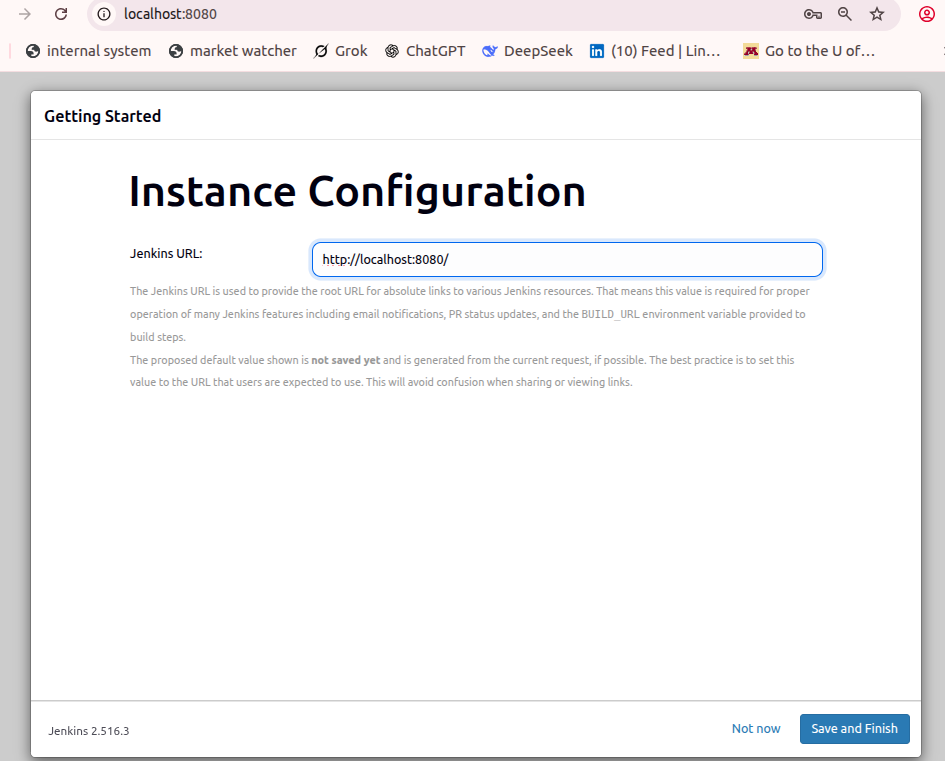 localhost:8080
internal system market watcher Grok ChatGPT DeepSeek (10) Feed | Lin... Go to the U of...
Getting Started
Instance Configuration
Jenkins URL:
http://localhost:8080/
The Jenkins URL is used to provide the root URL for absolute links to various Jenkins resources. That means this value is required for proper
operation of many Jenkins features including email notifications, PR status updates, and the BUILD_URL environment variable provided to
build steps.
The proposed default value shown is not saved yet and is generated from the current request, if possible. The best practice is to set this
value to the URL that users are expected to use. This will avoid confusion when sharing or viewing links.
Jenkins 2.516.3
Not now
Save and Finish